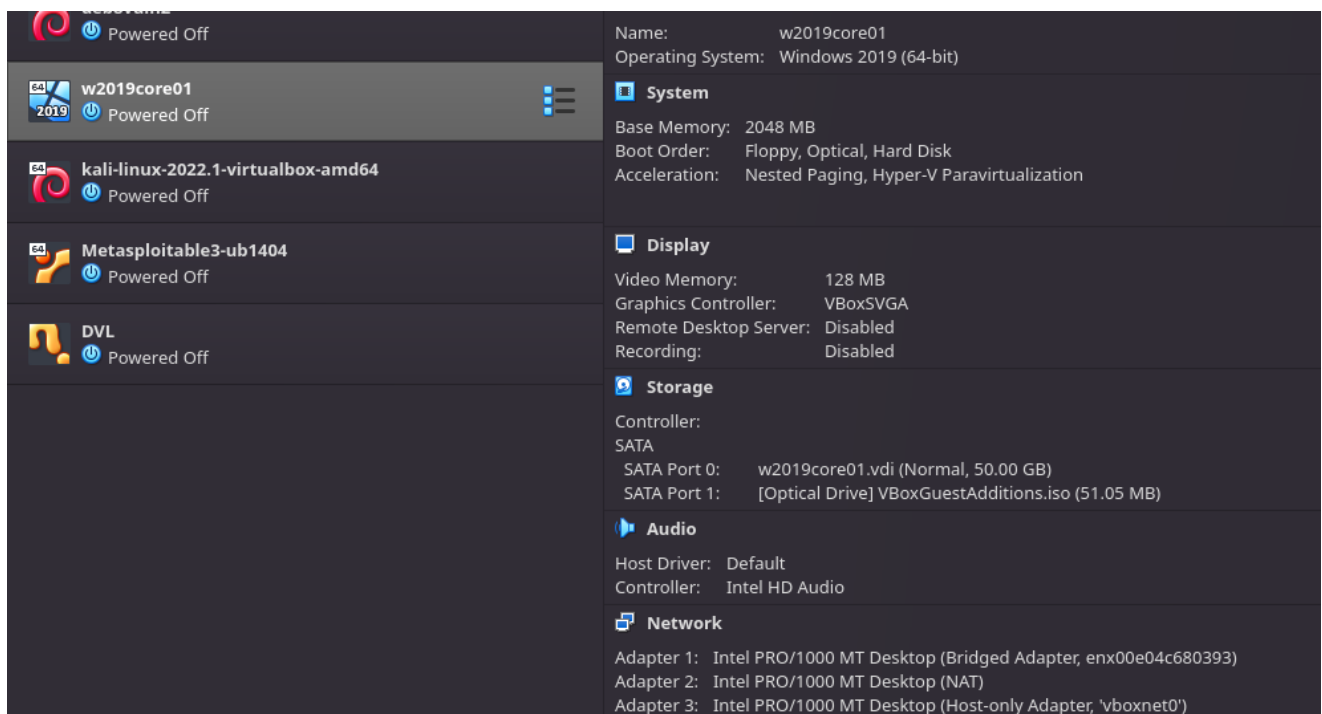 Powered Off
64
2019
w2019core01
Powered Off
64
kali-linux-2022.1-virtualbox-amd64
Powered Off
64
Metasploitable3-ub1404
Powered Off
DVL
Powered Off
Name: w2019core01
Operating System: Windows 2019 (64-bit)
System
Base Memory: 2048 MB
Boot Order: Floppy, Optical, Hard Disk
Acceleration: Nested Paging, Hyper-V Paravirtualization
Display
Video Memory: 128 MB
Graphics Controller: VBoxSVGA
Remote Desktop Server: Disabled
Recording: Disabled
Storage
Controller:
SATA
SATA Port 0: w2019core01.vdi (Normal, 50.00 GB)
SATA Port 1: [Optical Drive] VBoxGuestAdditions.iso (51.05 MB)
Audio
Host Driver: Default
Controller: Intel HD Audio
Network
Adapter 1: Intel PRO/1000 MT Desktop (Bridged Adapter, enx00e04c680393)
Adapter 2: Intel PRO/1000 MT Desktop (NAT)
Adapter 3: Intel PRO/1000 MT Desktop (Host-only Adapter, 'vboxnet0')